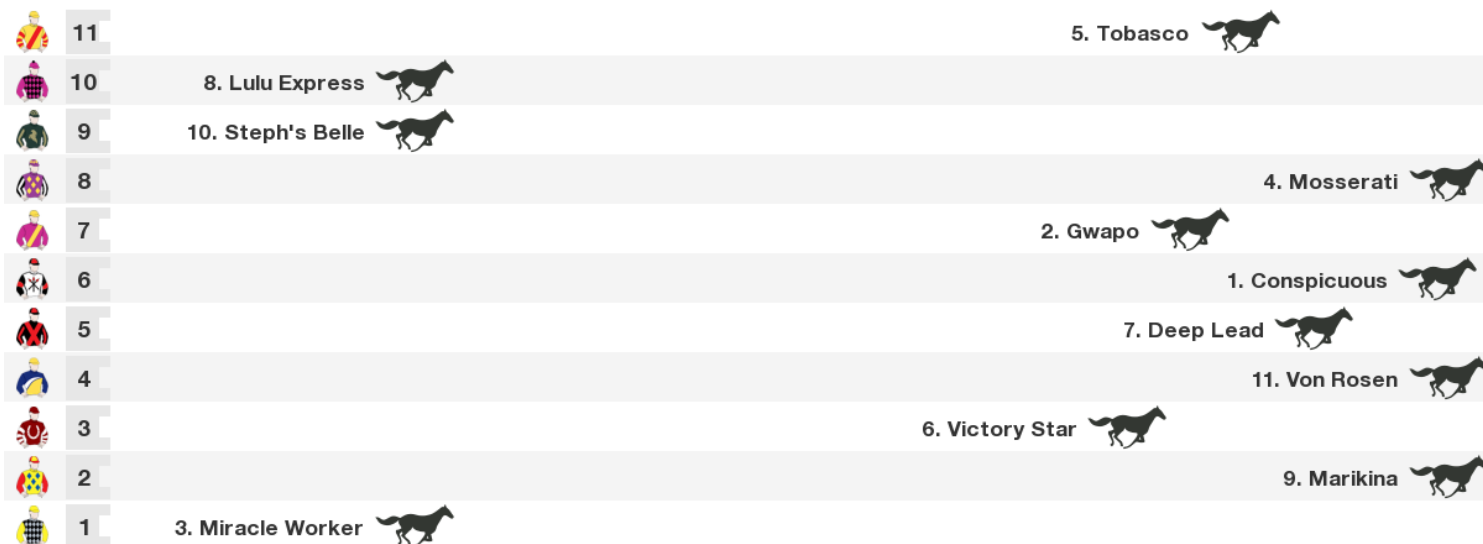 11 5. Tobasco
10 8. Lulu Express
9 10. Steph's Belle
8 4. Mosserati
7 2. Gwapo
6 1. Conspicuous
5 7. Deep Lead
4 11. Von Rosen
3 6. Victory Star
2 9. Marikina
1 3. Miracle Worker